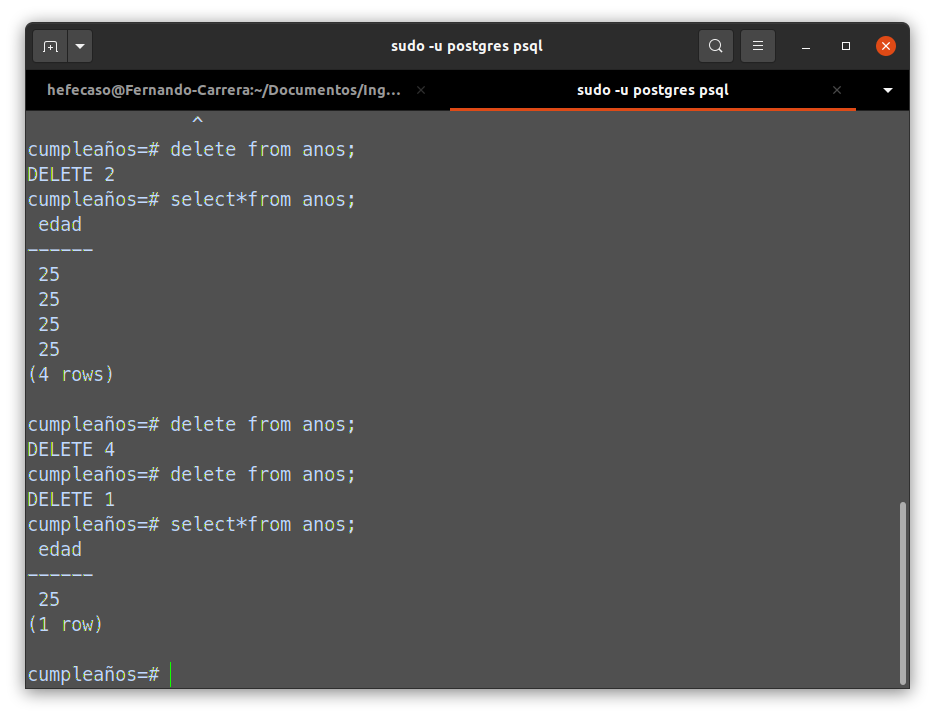 sudo -u postgres psql
hefecaso@Fernando-Carrera:~/Documentos/Ing...
sudo -u postgres psql
^
cumpleaños=# delete from anos;
DELETE 2
cumpleaños=# select*from anos;
 edad
------
 25
 25
 25
 25
(4 rows)

cumpleaños=# delete from anos;
DELETE 4
cumpleaños=# delete from anos;
DELETE 1
cumpleaños=# select*from anos;
 edad
------
 25
(1 row)

cumpleaños=#